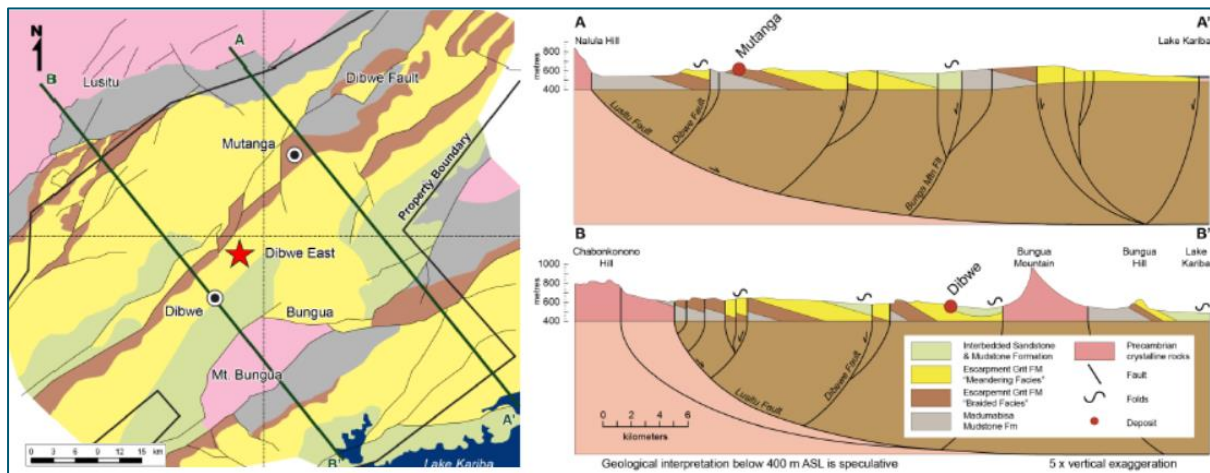 N
A
B
Lusitu
Dibwe Fault
Mutanga
Property Boundary
Dibwe East
Dibwe
Bungua
Mt. Bungua
A'
B'
Lake Kariba
0 3 6 9 12 15
km
A
A'
Nalula Hill
Mutanga
Lake Kariba
metres
800
600
400
Lusitu Fault
Dibwe Fault
Bunga Mtn Flt
B
B'
Chabonkonono
Hill
Bungua
Mountain
Bungua
Hill
Lake
Kariba
Dibwe
metres
1000
800
600
400
Lusitu Fault
Dibwee Fault
0 2 4 6
kilometers
Interbedded Sandstone
& Mudstone Formation
Escarpment Grit FM
"Meandering Facies"
Escarpemnt Grit FM
"Braided Facies"
Madumabisa
Mudstone Fm
Precambrian
crystalline rocks
Fault
Folds
Deposit
Geological interpretation below 400 m ASL is speculative
5 x vertical exaggeration